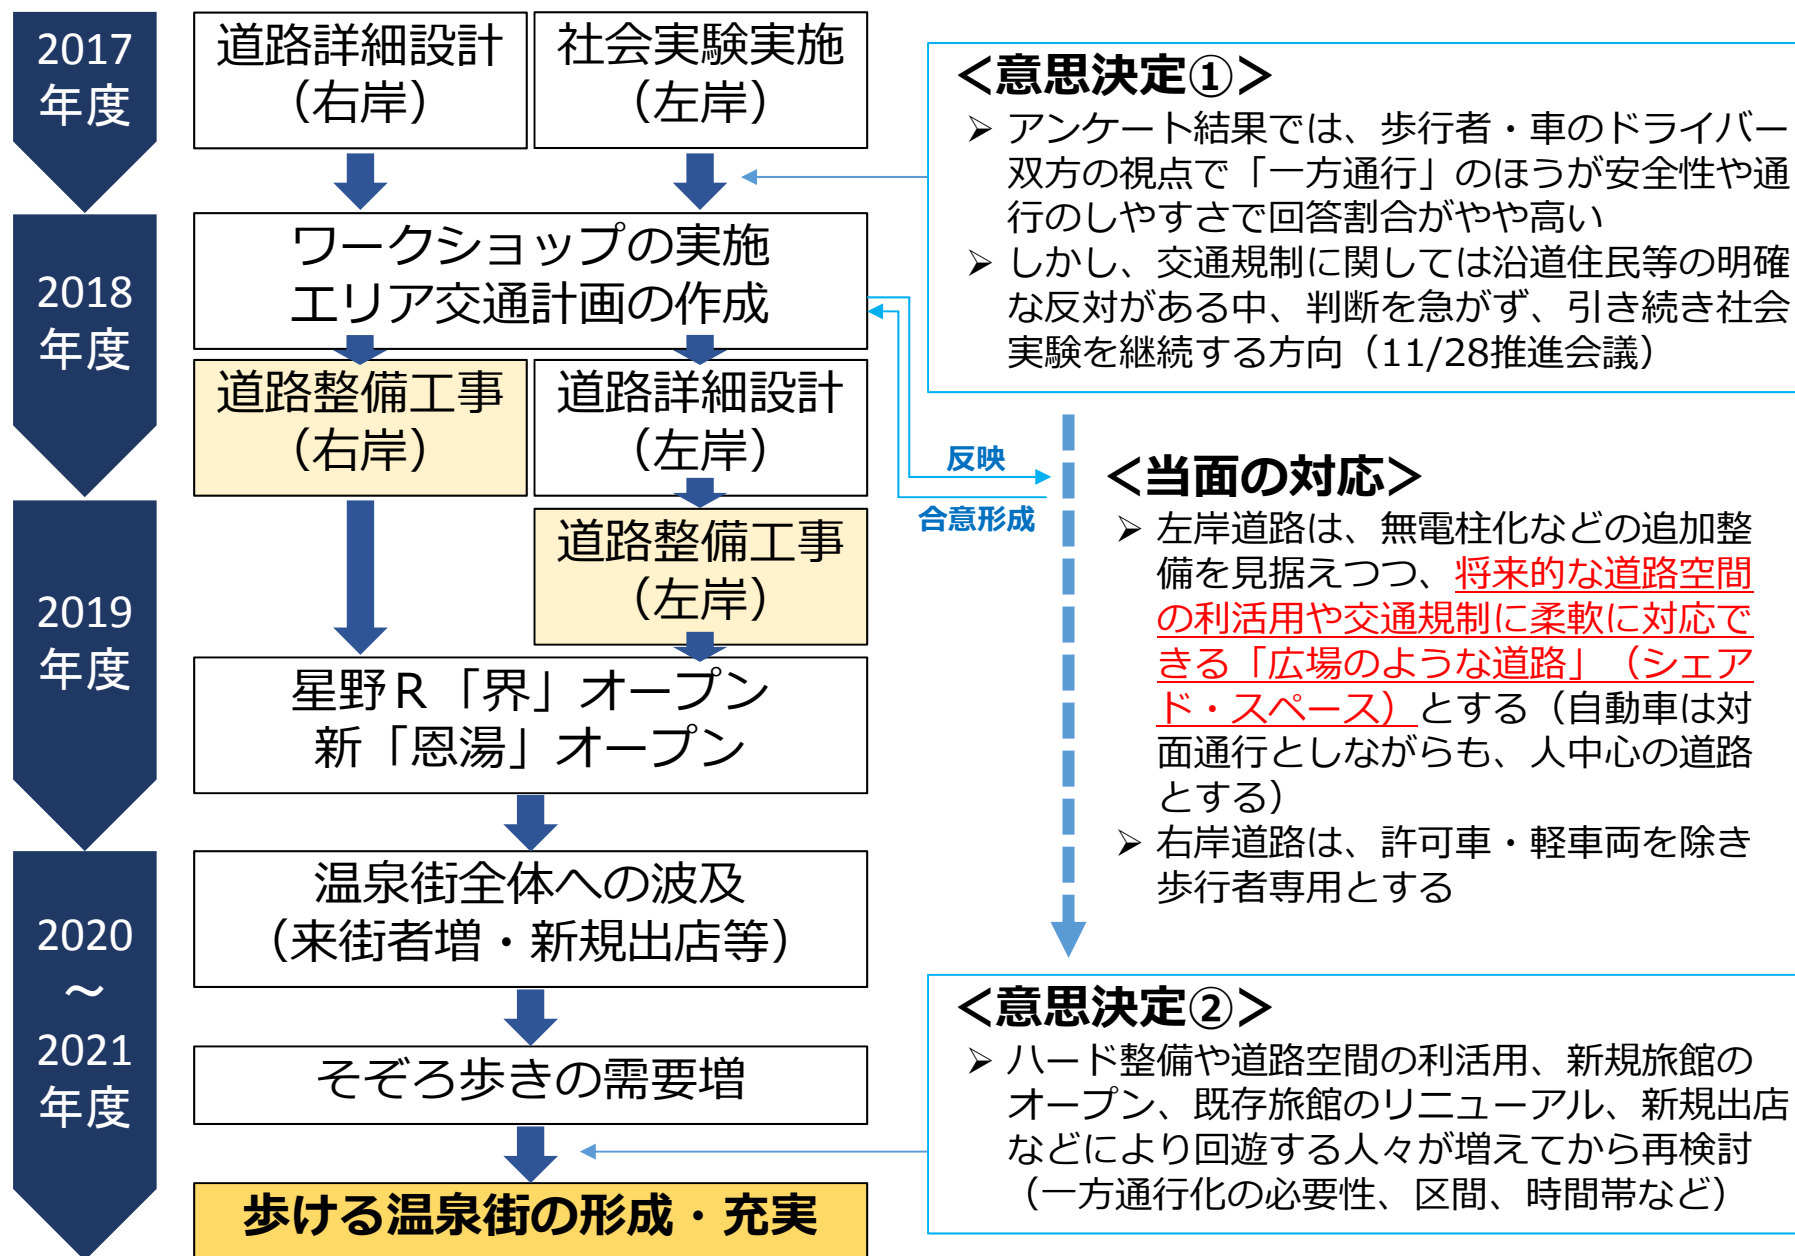 2017
年度
道路詳細設計
（右岸）
社会実験実施
（左岸）
2018
年度
ワークショップの実施
エリア交通計画の作成
道路整備工事
（右岸）
道路詳細設計
（左岸）
2019
年度
道路整備工事
（左岸）
星野Ｒ「界」オープン
新「恩湯」オープン
2020
～
2021
年度
温泉街全体への波及
（来街者増・新規出店等）
そぞろ歩きの需要増
歩ける温泉街の形成・充実
＜意思決定①＞
➢ アンケート結果では、歩行者・車のドライバー
双方の視点で「一方通行」のほうが安全性や通
行のしやすさで回答割合がやや高い
➢ しかし、交通規制に関しては沿道住民等の明確
な反対がある中、判断を急がず、引き続き社会
実験を継続する方向（11/28推進会議）
反映
合意形成
＜当面の対応＞
➢ 左岸道路は、無電柱化などの追加整
備を見据えつつ、将来的な道路空間
の利活用や交通規制に柔軟に対応で
きる「広場のような道路」（シェア
ド・スペース）とする（自動車は対
面通行としながらも、人中心の道路
とする）
➢ 右岸道路は、許可車・軽車両を除き
歩行者専用とする
＜意思決定②＞
➢ ハード整備や道路空間の利活用、新規旅館の
オープン、既存旅館のリニューアル、新規出店
などにより回遊する人々が増えてから再検討
（一方通行化の必要性、区間、時間帯など）